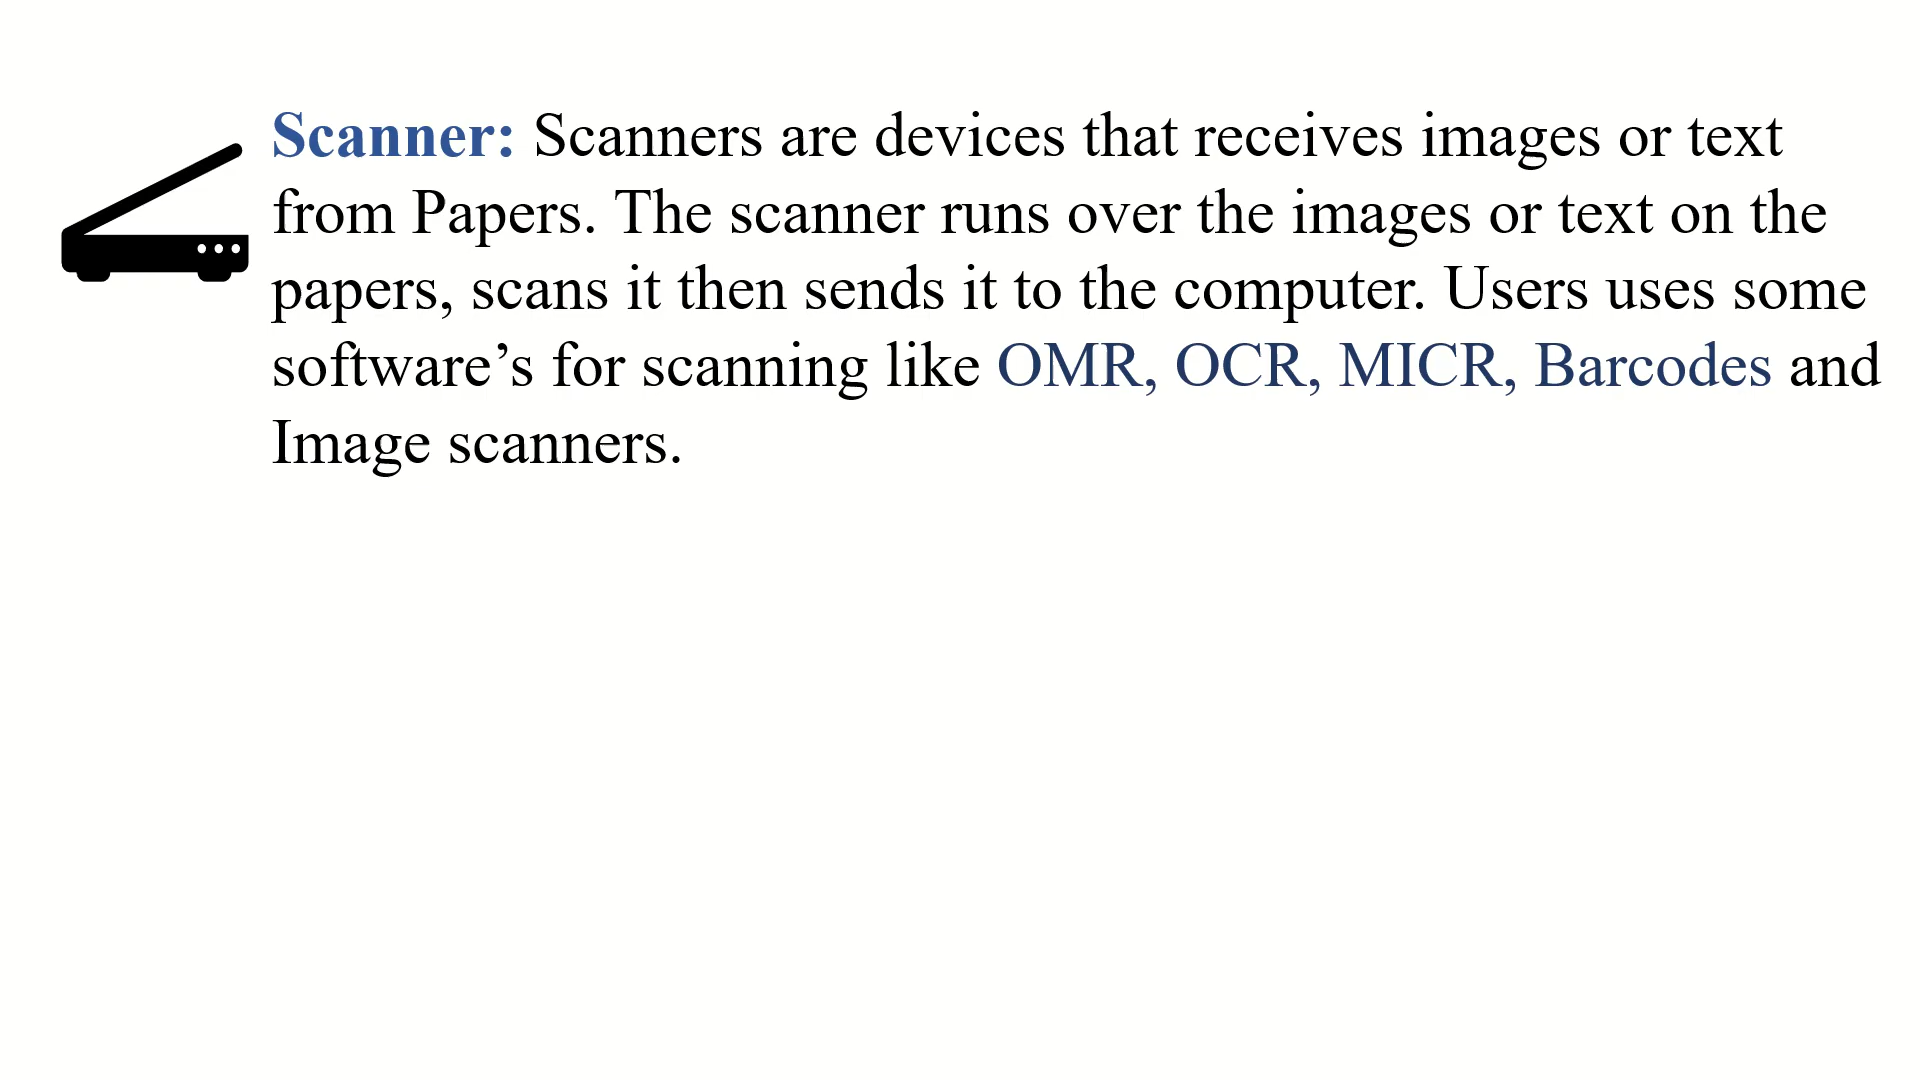 Scanner: Scanners are devices that receives images or text
from Papers. The scanner runs over the images or text on the
papers, scans it then sends it to the computer. Users uses some
software’s for scanning like OMR, OCR, MICR, Barcodes and
Image scanners.